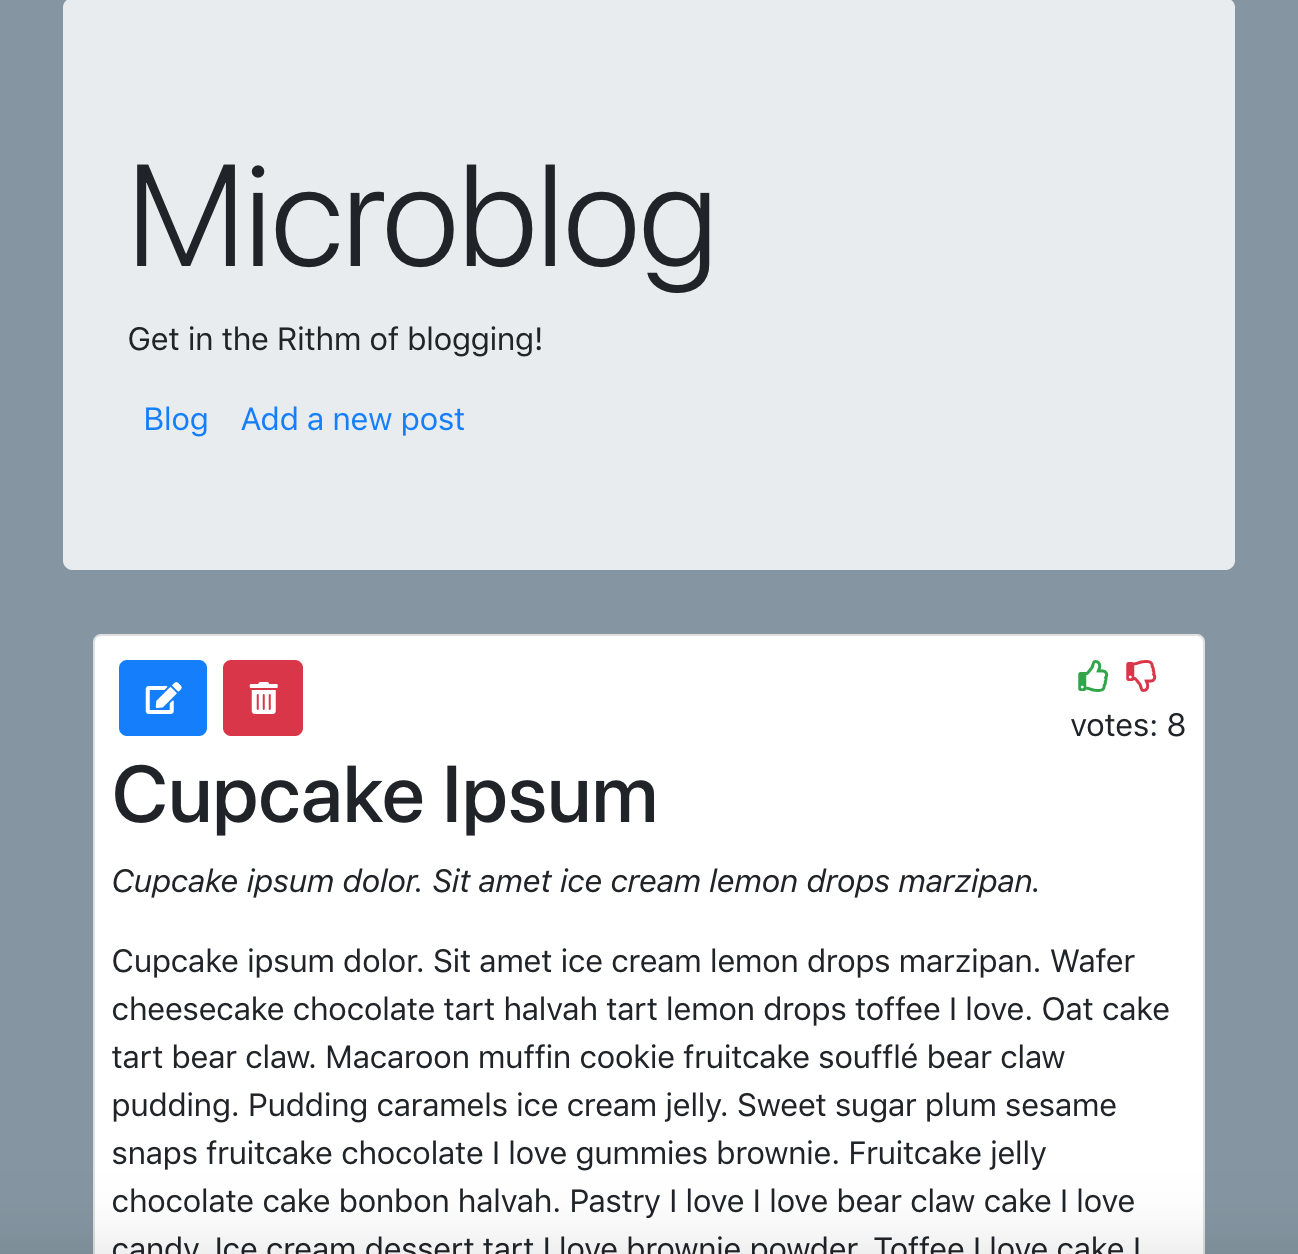 Microblog
Get in the Rithm of blogging!
Blog Add a new post
votes: 8
Cupcake Ipsum
Cupcake ipsum dolor. Sit amet ice cream lemon drops marzipan.
Cupcake ipsum dolor. Sit amet ice cream lemon drops marzipan. Wafer
cheesecake chocolate tart halvah tart lemon drops toffee I love. Oat cake
tart bear claw. Macaroon muffin cookie fruitcake soufflé bear claw
pudding. Pudding caramels ice cream jelly. Sweet sugar plum sesame
snaps fruitcake chocolate I love gummies brownie. Fruitcake jelly
chocolate cake bonbon halvah. Pastry I love I love bear claw cake I love
candy. Ice cream dessert tart I love brownie powder. Toffee I love cake I